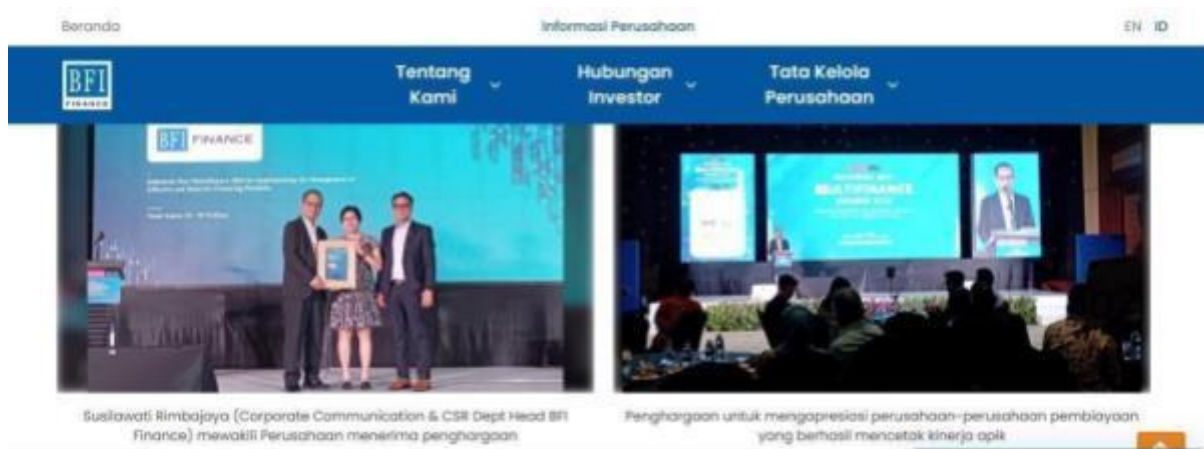 Beranda
Informasi Perusahaan
EN ID
BFI
FINANCE
Tentang
Kami
Hubungan
Investor
Tata Kelola
Perusahaan
BFI FINANCE
MULTIFINANCE
Susilawati Rimbajaya (Corporate Communication & CSR Dept Head BFI
Finance) mewakili Perusahaan menerima penghargaan
Penghargaan untuk mengapresiasi perusahaan-perusahaan pembiayaan
yang berhasil mencetak kinerja apik